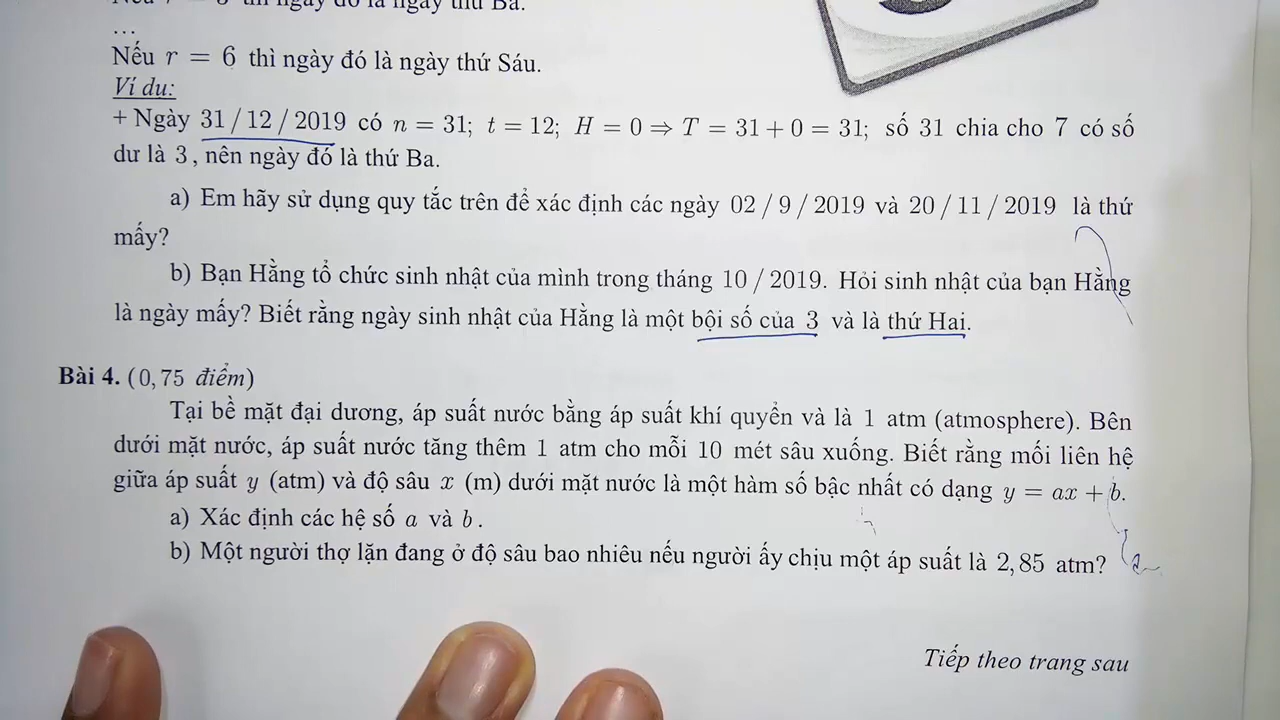 thì ngày đó là ngày thứ Ba.
...
Nếu r = 6 thì ngày đó là ngày thứ Sáu.
Ví dụ:
+ Ngày 31 / 12 / 2019 có n = 31; t = 12; H = 0 ⇒ T = 31 + 0 = 31; số 31 chia cho 7 có số
dư là 3, nên ngày đó là thứ Ba.
a) Em hãy sử dụng quy tắc trên để xác định các ngày 02 / 9 / 2019 và 20 / 11 / 2019 là thứ
mấy?
b) Bạn Hằng tổ chức sinh nhật của mình trong tháng 10 / 2019. Hỏi sinh nhật của bạn Hằng
là ngày mấy? Biết rằng ngày sinh nhật của Hằng là một bội số của 3 và là thứ Hai.
Bài 4. (0,75 điểm)
Tại bề mặt đại dương, áp suất nước bằng áp suất khí quyển và là 1 atm (atmosphere). Bên
dưới mặt nước, áp suất nước tăng thêm 1 atm cho mỗi 10 mét sâu xuống. Biết rằng mối liên hệ
giữa áp suất y (atm) và độ sâu x (m) dưới mặt nước là một hàm số bậc nhất có dạng y = ax + b.
a) Xác định các hệ số a và b.
b) Một người thợ lặn đang ở độ sâu bao nhiêu nếu người ấy chịu một áp suất là 2,85 atm?
Tiếp theo trang sau